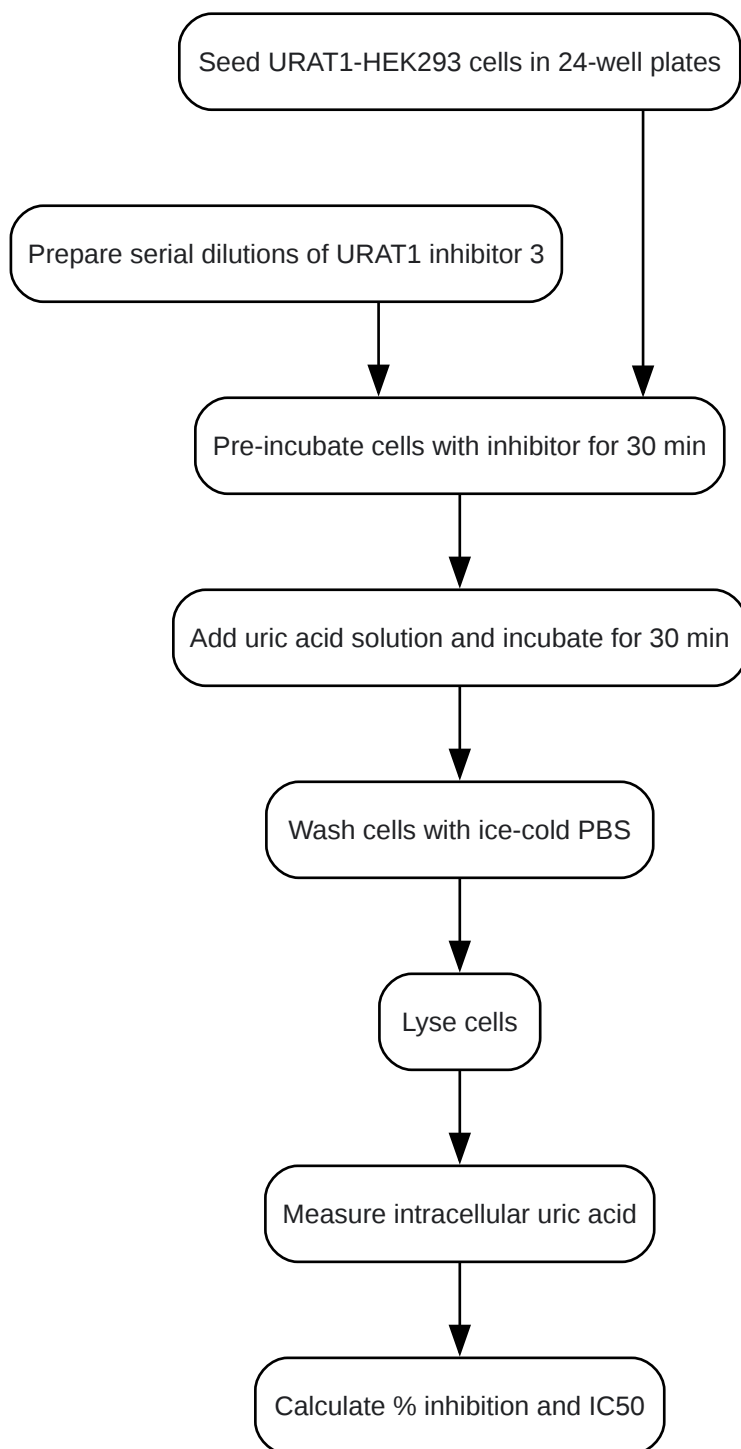 Seed URAT1-HEK293 cells in 24-well plates
Prepare serial dilutions of URAT1 inhibitor 3
Pre-incubate cells with inhibitor for 30 min
Add uric acid solution and incubate for 30 min
Wash cells with ice-cold PBS
Lyse cells
Measure intracellular uric acid
Calculate % inhibition and IC50